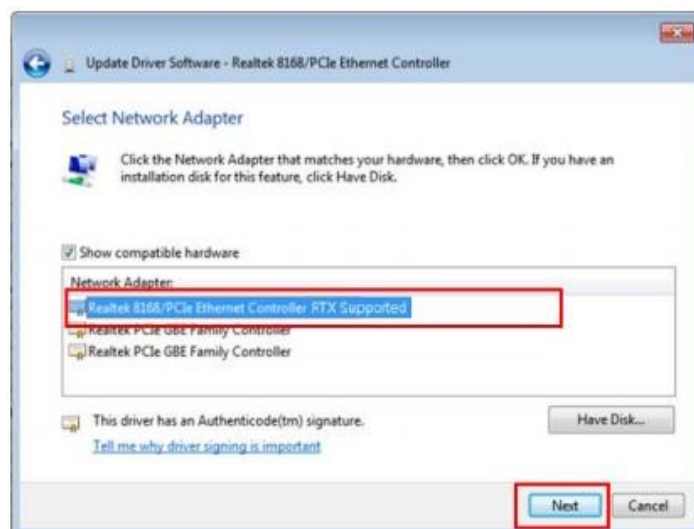 Update Driver Software - Realtek 8168/PCIe Ethernet Controller
Select Network Adapter
Click the Network Adapter that matches your hardware, then click OK. If you have an
installation disk for this feature, click Have Disk.
Show compatible hardware
Network Adapter:
Realtek 8168/PCIe Ethernet Controller RTX Supported
Realtek PCIe GBE Family Controller
Realtek PCIe GBE Family Controller
This driver has an Authenticode(tm) signature.
Have Disk...
Tell me why driver signing is important
Next
Cancel